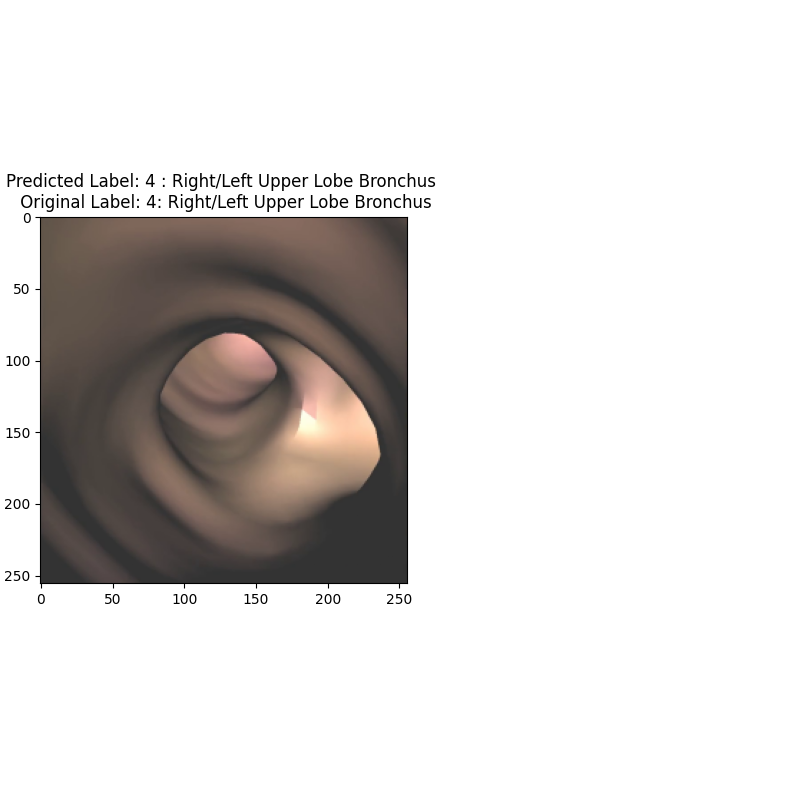 Predicted Label: 4 : Right/Left Upper Lobe Bronchus
Original Label: 4: Right/Left Upper Lobe Bronchus
0
50
100
150
200
250
0 50 100 150 200 250